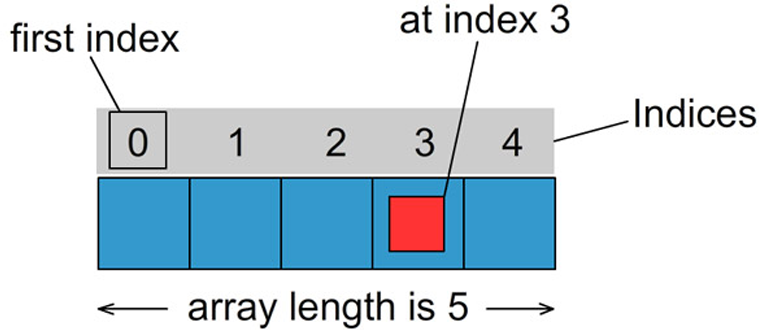 first index
at index 3
Indices
0 1 2 3 4
array length is 5